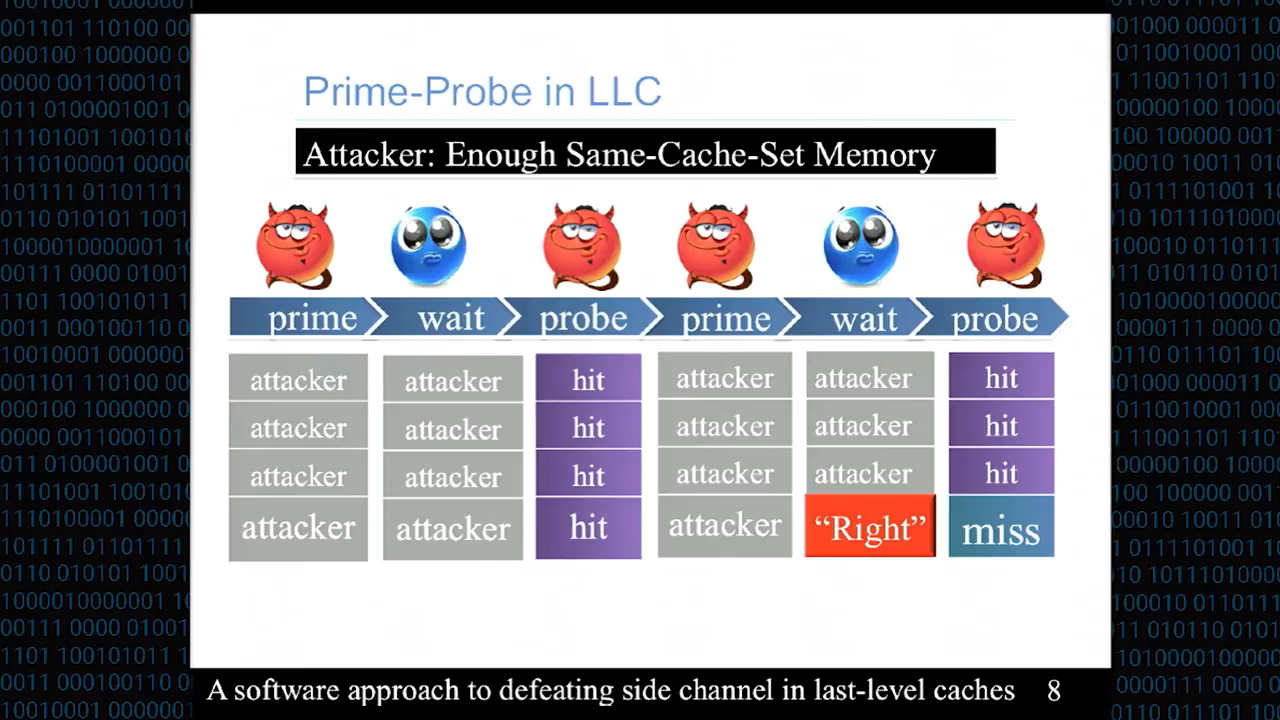 Prime-Probe in LLC
Attacker: Enough Same-Cache-Set Memory
prime wait probe prime wait probe
attacker attacker hit attacker attacker hit
attacker attacker hit attacker attacker hit
attacker attacker hit attacker attacker hit
attacker attacker hit attacker “Right” miss
A software approach to defeating side channel in last-level caches 8